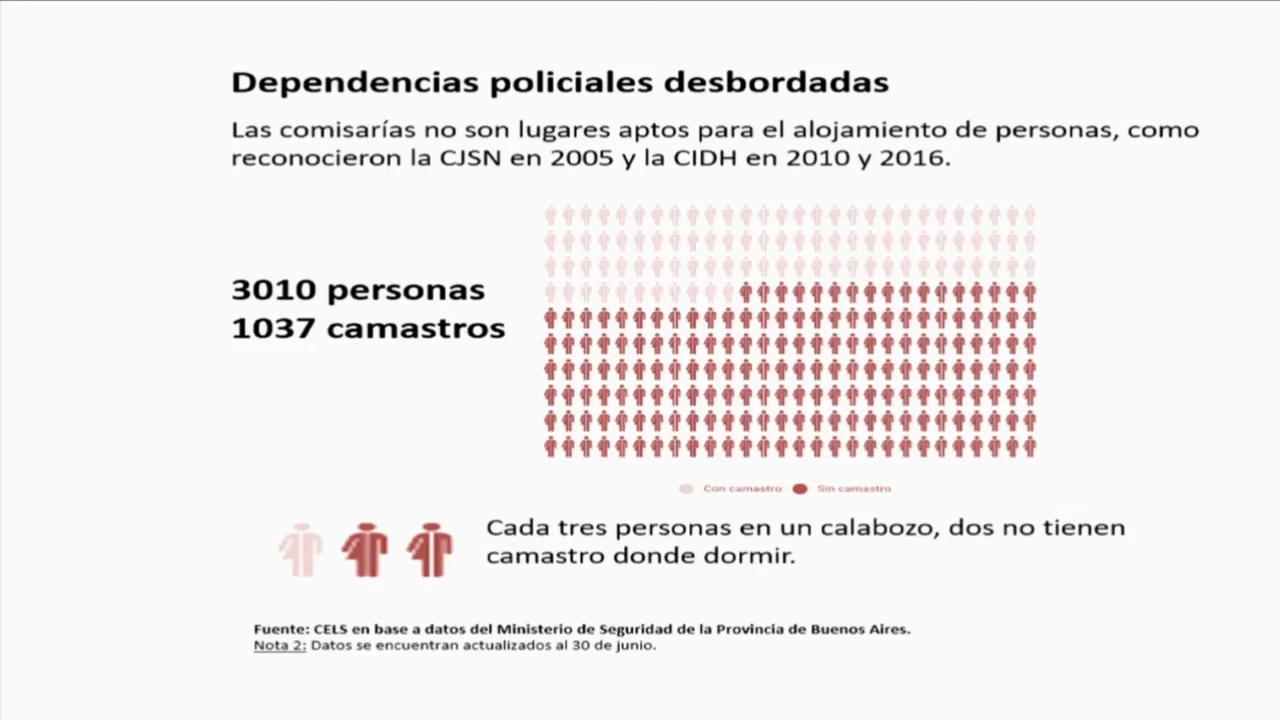 Dependencias policiales desbordadas
Las comisarías no son lugares aptos para el alojamiento de personas, como
reconocieron la CJSN en 2005 y la CIDH en 2010 y 2016.
3010 personas
1037 camastros
Con camastro Sin camastro
Cada tres personas en un calabozo, dos no tienen
camastro donde dormir.
Fuente: CELS en base a datos del Ministerio de Seguridad de la Provincia de Buenos Aires.
Nota 2: Datos se encuentran actualizados al 30 de junio.